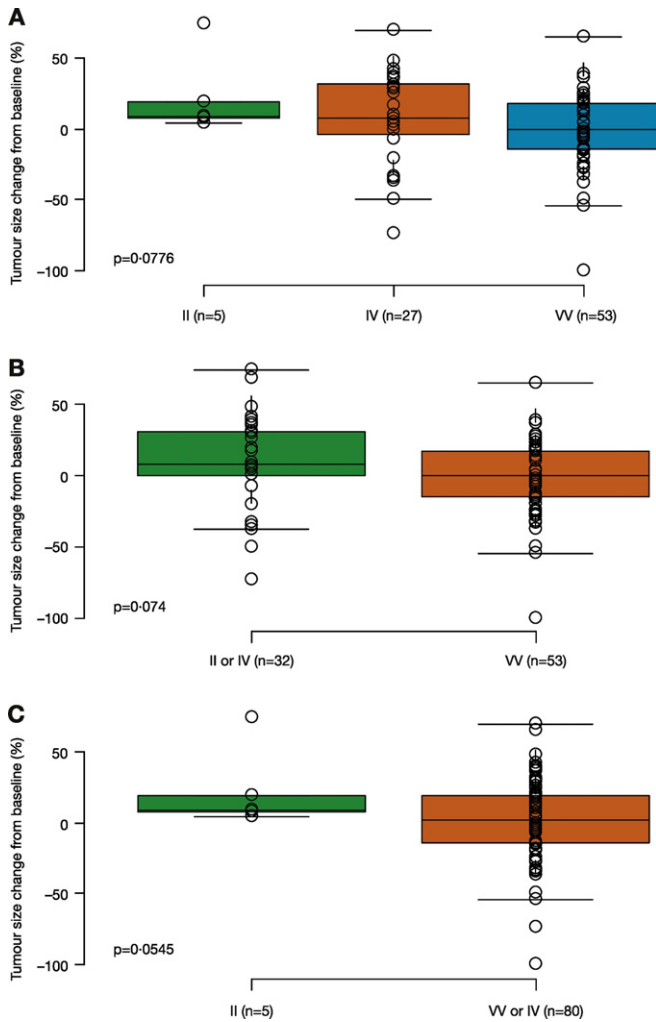 A
Tumour size change from baseline (%)
50
0
−50
−100
p=0·0776
II (n=5)
IV (n=27)
VV (n=53)
B
Tumour size change from baseline (%)
50
0
−50
−100
p=0·074
II or IV (n=32)
VV (n=53)
C
Tumour size change from baseline (%)
50
0
−50
−100
p=0·0545
II (n=5)
VV or IV (n=80)